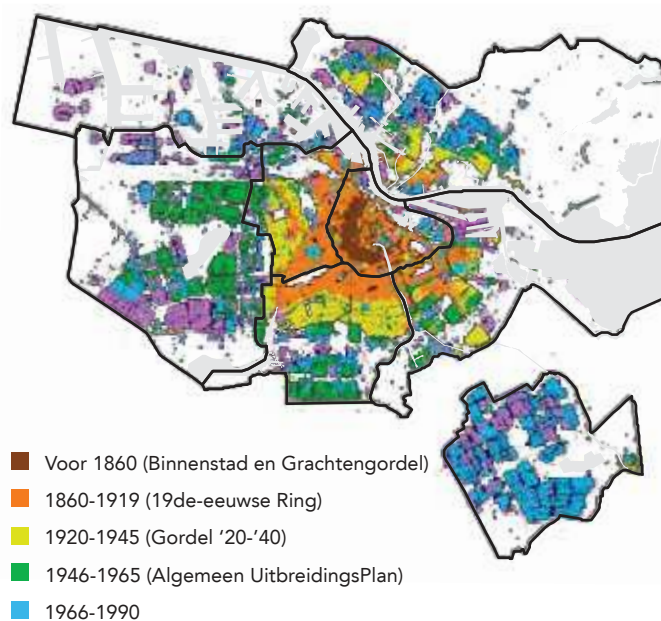 Voor 1860 (Binnenstad en Grachtengordel)
1860-1919 (19de-eeuwse Ring)
1920-1945 (Gordel ’20-’40)
1946-1965 (Algemeen UitbreidingsPlan)
1966-1990